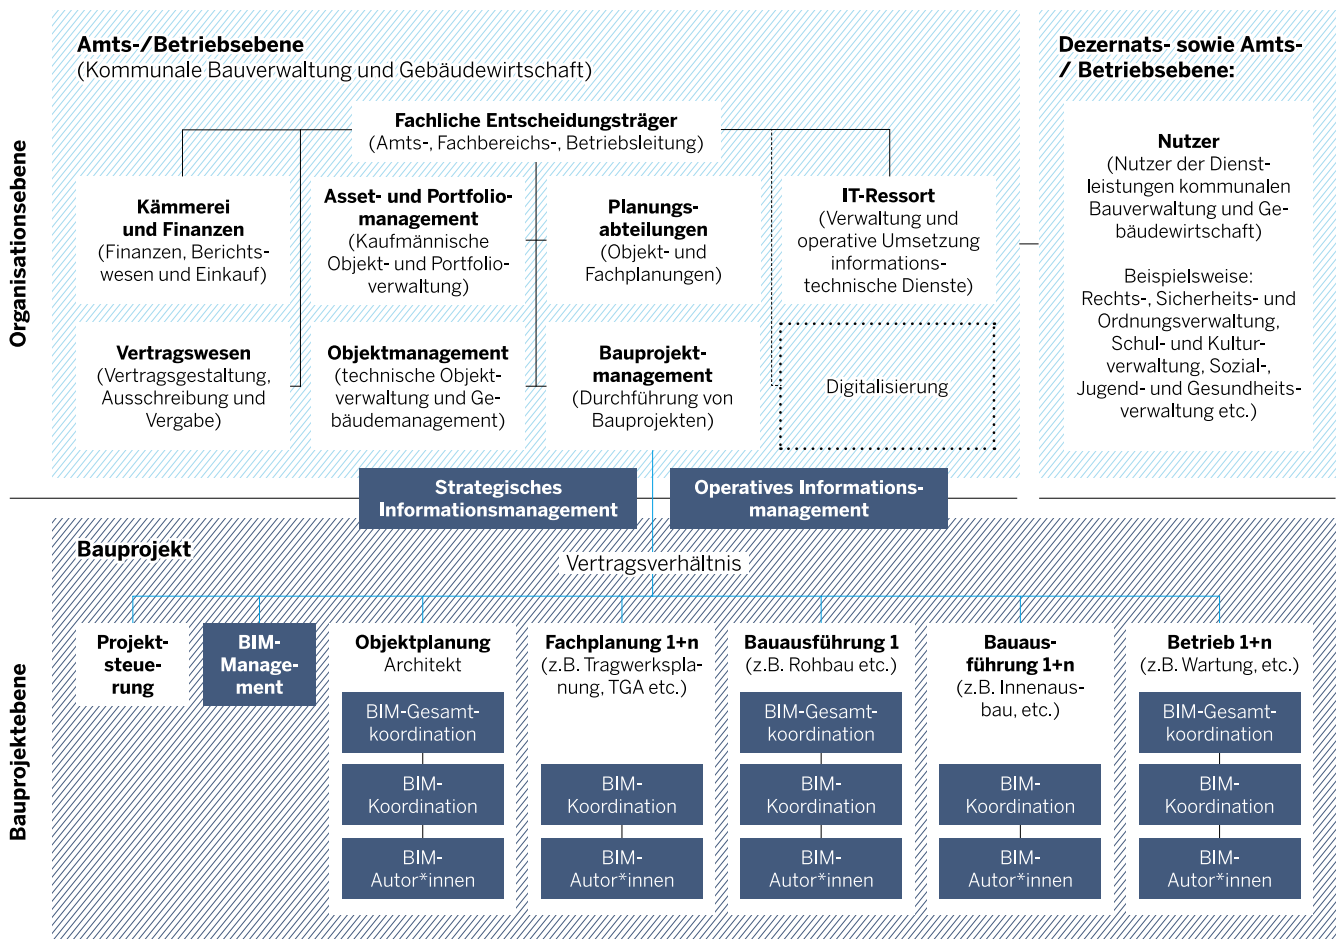 Organisationsebene
Amts-/Betriebsebene
(Kommunale Bauverwaltung und Gebäudewirtschaft)
Fachliche Entscheidungsträger
(Amts-, Fachbereichs-, Betriebsleitung)
Kämmerei
und Finanzen
(Finanzen, Berichts-
wesen und Einkauf)
Asset- und Portfolio-
management
(Kaufmännische
Objekt- und Portfolio-
verwaltung)
Planungs-
abteilungen
(Objekt- und
Fachplanungen)
IT-Ressort
(Verwaltung und
operative Umsetzung
informations-
technische Dienste)
Vertragswesen
(Vertragsgestaltung,
Ausschreibung und
Vergabe)
Objektmanagement
(technische Objekt-
verwaltung und Ge-
bäudemanagement)
Bauprojekt-
management
(Durchführung von
Bauprojekten)
Digitalisierung
Dezernats- sowie Amts-
/ Betriebsebene:
Nutzer
(Nutzer der Dienst-
leistungen kommunalen
Bauverwaltung und Ge-
bäudewirtschaft)
Beispielsweise:
Rechts-, Sicherheits- und
Ordnungsverwaltung,
Schul- und Kultur-
verwaltung, Sozial-,
Jugend- und Gesundheits-
verwaltung etc.)
Strategisches
Informationsmanagement
Operatives Informations-
management
Bauprojektebene
Bauprojekt
Vertragsverhältnis
Projekt-
steue-
rung
BIM-
Manage-
ment
Objektplanung
Architekt
BIM-Gesamt-
koordination
BIM-
Koordination
BIM-
Autor*innen
Fachplanung 1+n
(z.B. Tragwerkspla-
nung, TGA etc.)
BIM-
Koordination
BIM-
Autor*innen
Bauausführung 1
(z.B. Rohbau etc.)
BIM-Gesamt-
koordination
BIM-
Koordination
BIM-
Autor*innen
Bauaus-
führung 1+n
(z.B. Innenaus-
bau, etc.)
BIM-
Koordination
BIM-
Autor*innen
Betrieb 1+n
(z.B. Wartung, etc.)
BIM-Gesamt-
koordination
BIM-
Koordination
BIM-
Autor*innen